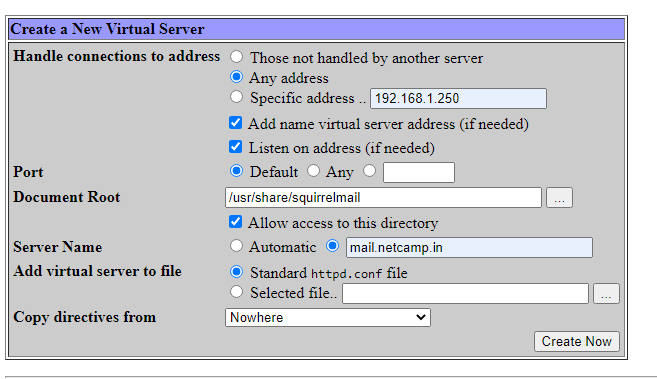 Create a New Virtual Server
Handle connections to address Those not handled by another server
Any address
Specific address .. 192.168.1.250
Add name virtual server address (if needed)
Listen on address (if needed)
Port Default Any
Document Root /usr/share/squirrelmail ...
Allow access to this directory
Server Name Automatic mail.netcamp.in
Add virtual server to file Standard httpd.conf file
Selected file.. ...
Copy directives from Nowhere
Create Now